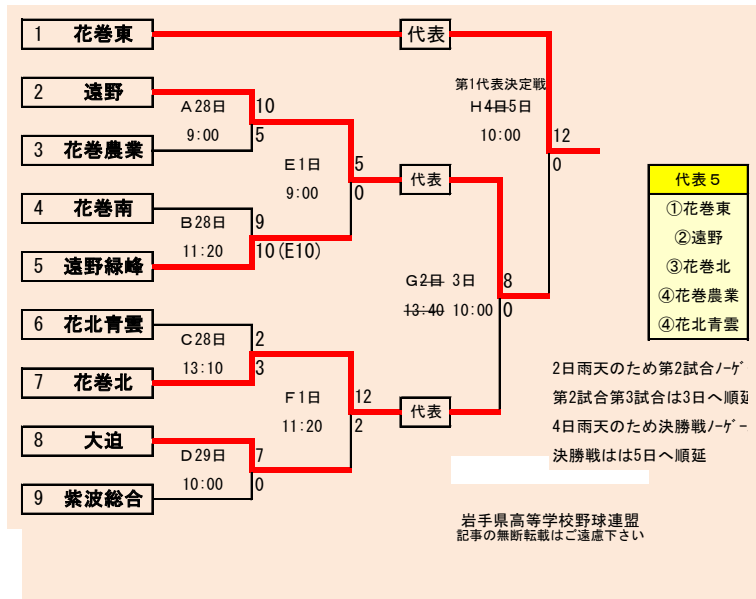 1 花巻東
代表
2 遠野
A28日
9:00
10
5
3 花巻農業
E1日
9:00
5
0
代表
4 花巻南
B28日
11:20
9
10(E10)
5 遠野緑峰
第1代表決定戦
H4日5日
10:00
12
0
G2日 3日
13:40 10:00
8
0
6 花北青雲
C28日
13:10
2
3
7 花巻北
F1日
11:20
12
2
代表
8 大迫
D29日
10:00
7
0
9 紫波総合
代表5
①花巻東
②遠野
③花巻北
④花巻農業
④花北青雲
2日雨天のため第2試合ノーゲ
第2試合第3試合は3日へ順延
4日雨天のため決勝戦ノーゲー
決勝戦はは5日へ順延
岩手県高等学校野球連盟
記事の無断転載はご遠慮下さい